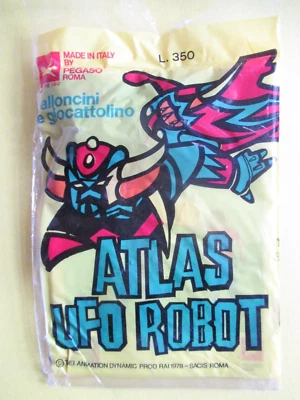 MADE IN ITALY
BY
PEGASO
ROMA
L. 350
alloncini
e giocattolino
ATLAS
UFO ROBOT
ANIMATION DYNAMIC PROD RAI 1978 - SACIS ROMA